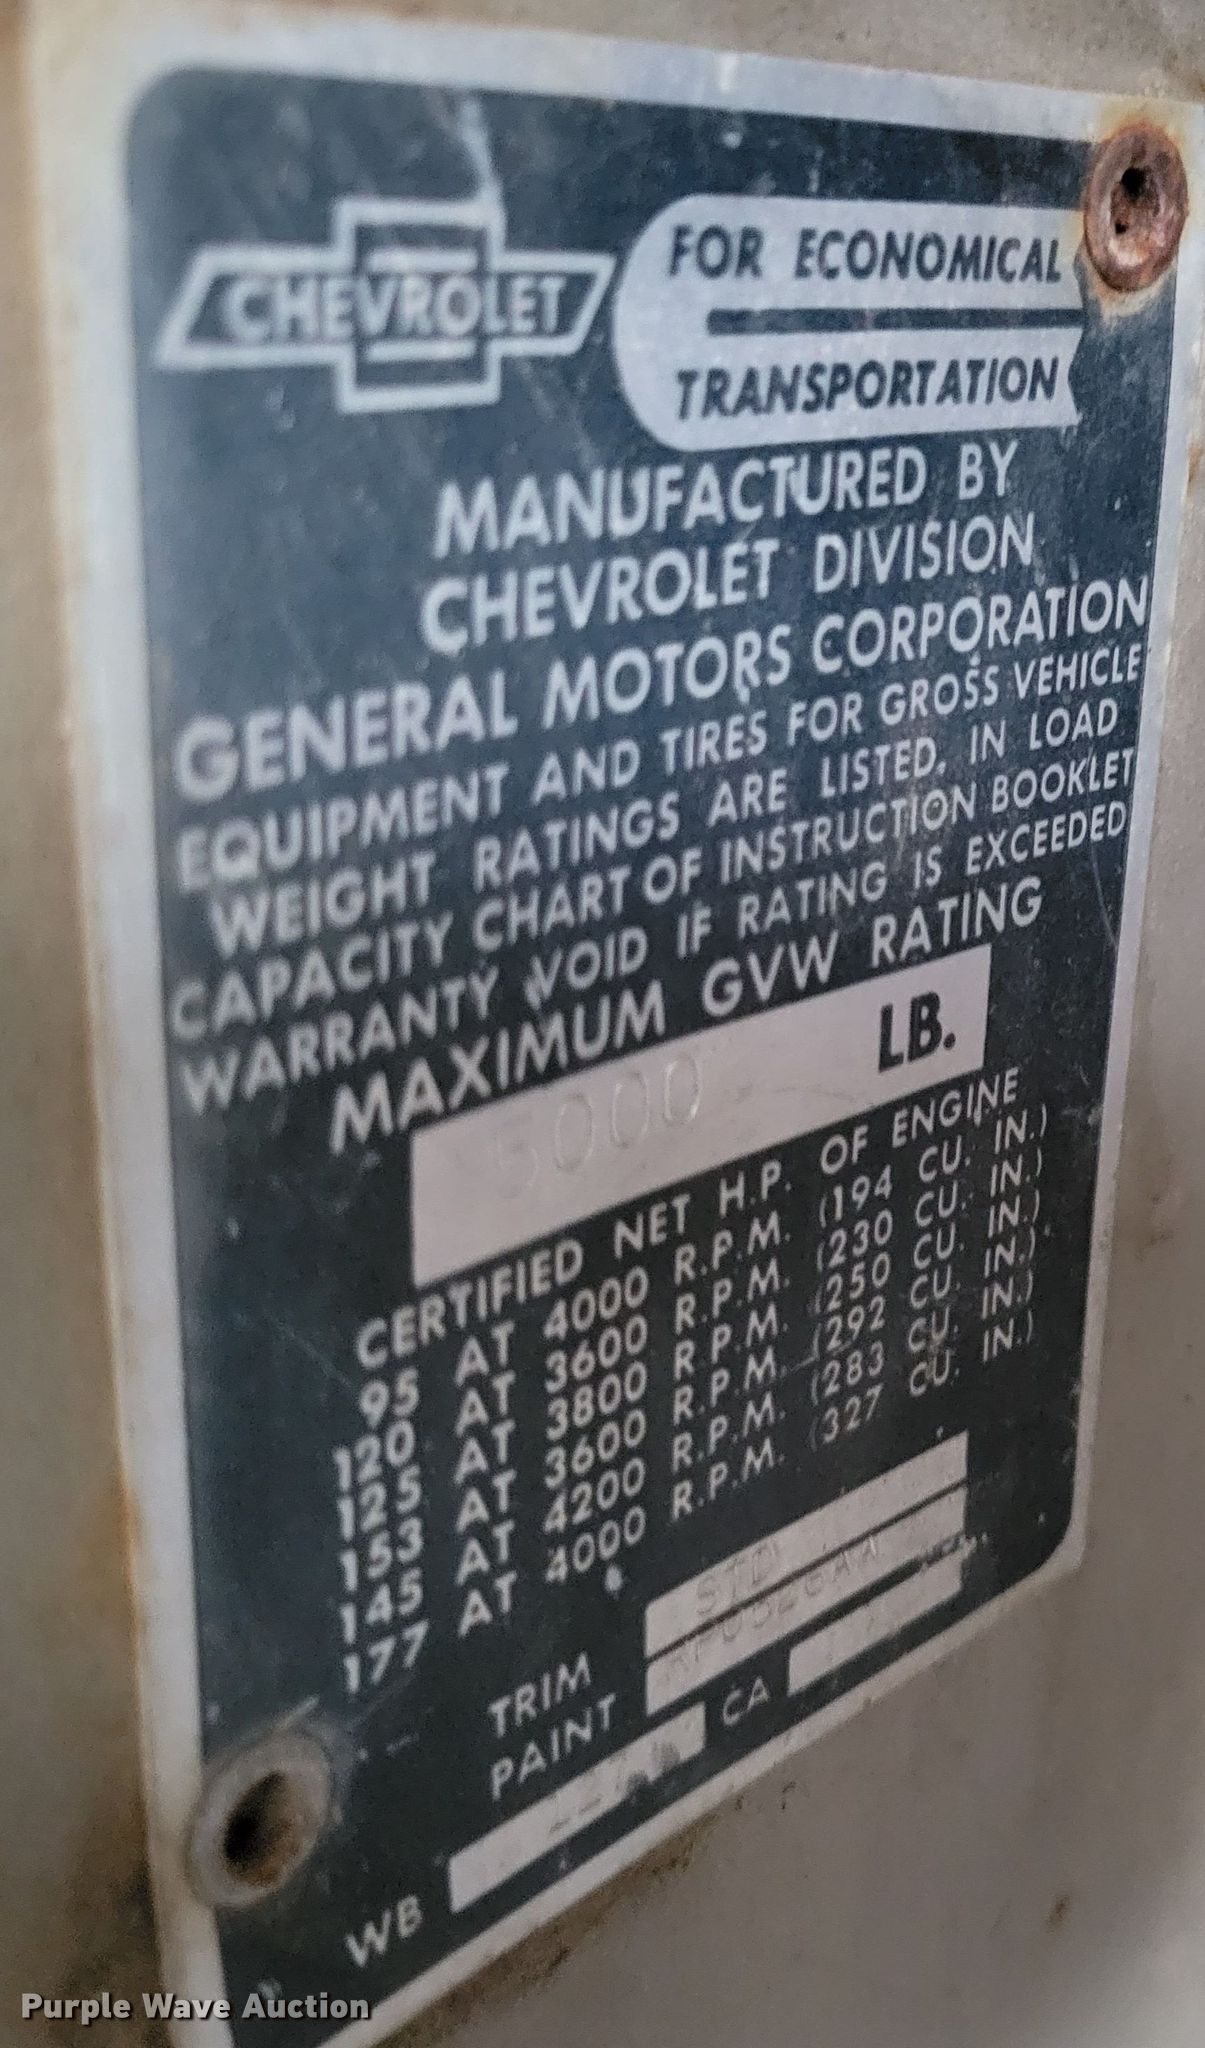 CHEVROLET
FOR ECONOMICAL
TRANSPORTATION
MANUFACTURED BY
CHEVROLET DIVISION
GENERAL MOTORS CORPORATION
EQUIPMENT AND TIRES FOR GROSS VEHICLE
WEIGHT RATINGS ARE LISTED, IN LOAD
CAPACITY CHART OF INSTRUCTION BOOKLET
WARRANTY VOID IF RATING IS EXCEEDED
MAXIMUM GVW RATING
5000 LB.
CERTIFIED NET H.P. OF ENGINE
95 AT 4000 R.P.M. (194 CU. IN.)
120 AT 3600 R.P.M. (230 CU. IN.)
125 AT 3800 R.P.M. (250 CU. IN.)
153 AT 3600 R.P.M. (292 CU. IN.)
145 AT 4200 R.P.M. (283 CU. IN.)
177 AT 4000 R.P.M. (327 CU. IN.)
TRIM STD
PAINT
WB CA
Purple Wave Auction